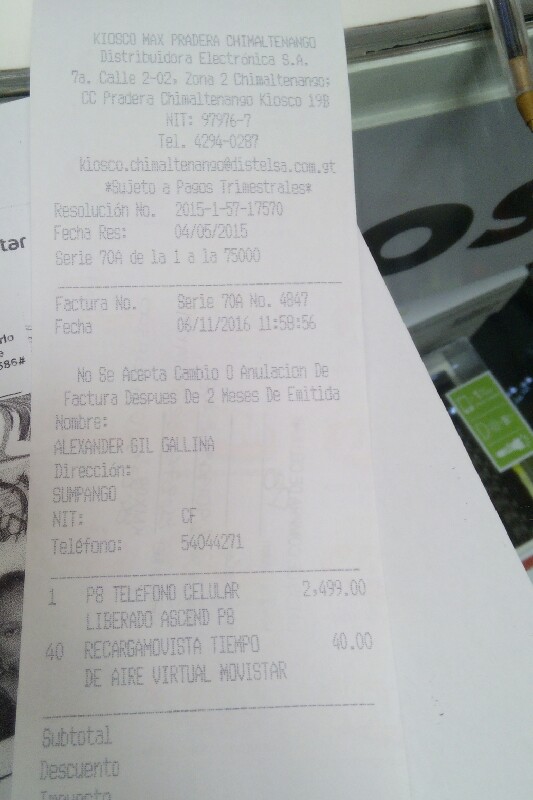 KIOSCO MAX PRADERA CHIMALTENANGO
Distribuidora Electronica S.A.
7a. Calle 2-02, Zona 2 Chimaltenango;
CC Pradera Chimaltenango Kiosco 19B
NIT: 97976-7
Tel. 4294-0287
kiosco.chimaltenango@distelsa.com.gt
*Sujeto a Pagos Trimestrales*
Resolución No. 2015-1-57-17570
Fecha Res: 04/05/2015
Serie 70A de la 1 a la 75000
Factura No. Serie 70A No. 4847
Fecha 06/11/2016 11:58:56
No Se Acepta Cambio O Anulacion De
Factura Despues De 2 Meses De Emitida
Nombre:
ALEXANDER GIL GALLINA
Dirección:
SUMPANGO
NIT: CF
Teléfono: 54044271
1 P8 TELEFONO CELULAR 2,499.00
LIBERADO ASCEND P8
40 RECARGAMOVISTA TIEMPO 40.00
DE AIRE VIRTUAL MOVISTAR
Subtotal
Descuento
Impuesto
tar